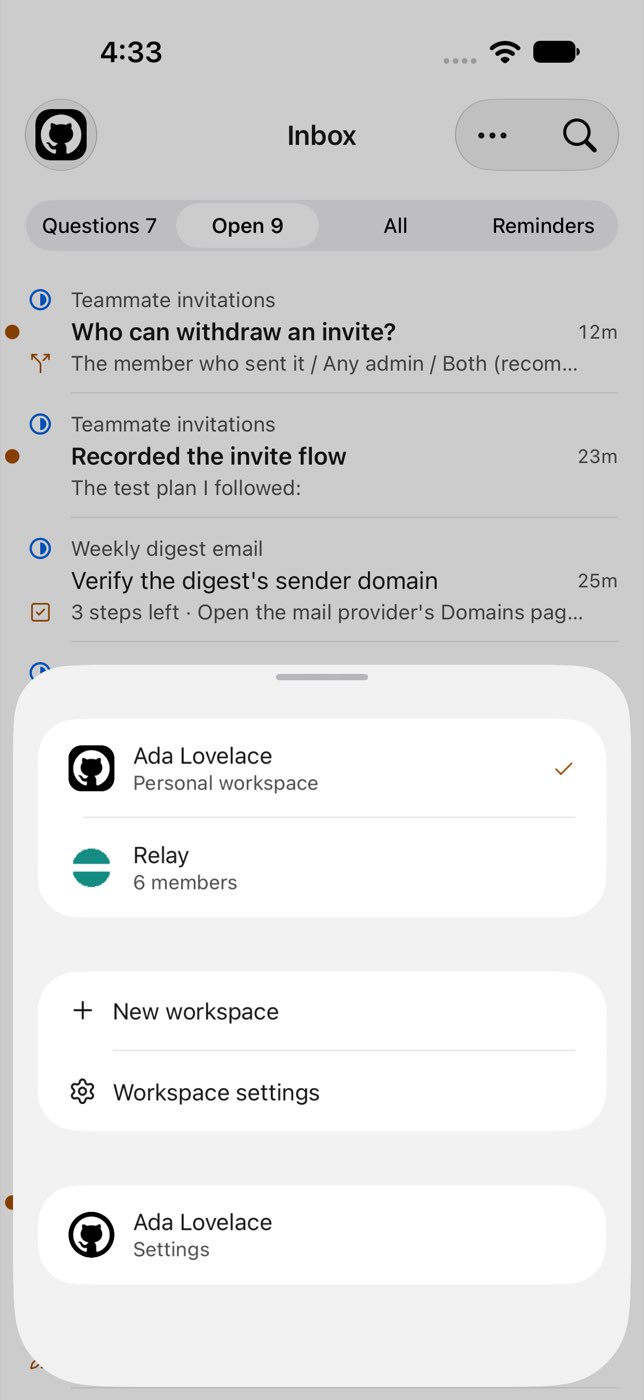 4:33
Inbox
Questions 7
Open 9
All
Reminders
Teammate invitations
Who can withdraw an invite?
12m
The member who sent it / Any admin / Both (recom...
Teammate invitations
Recorded the invite flow
23m
The test plan I followed:
Weekly digest email
Verify the digest's sender domain
25m
3 steps left · Open the mail provider's Domains pag...
Ada Lovelace
Personal workspace
Relay
6 members
New workspace
Workspace settings
Ada Lovelace
Settings